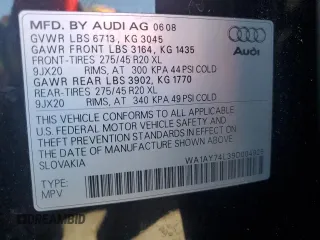 MFD. BY AUDI AG 06 08
GVWR LBS 6713, KG 3045
GAWR FRONT LBS 3164, KG 1435
FRONT-TIRES 275/45 R20 XL
9JX20 RIMS, AT 300 KPA 44 PSI COLD
GAWR REAR LBS 3902, KG 1770
REAR-TIRES 275/45 R20 XL
9JX20 RIMS, AT 340 KPA 49 PSI COLD
Audi
THIS VEHICLE CONFORMS TO ALL APPLICABLE
U.S. FEDERAL MOTOR VEHICLE SAFETY
STANDARDS IN EFFECT ON THE
DATE OF MANUFACTURE SHOWN ABOVE.
SLOVAKIA
TYPE:
MPV
DREAMBID